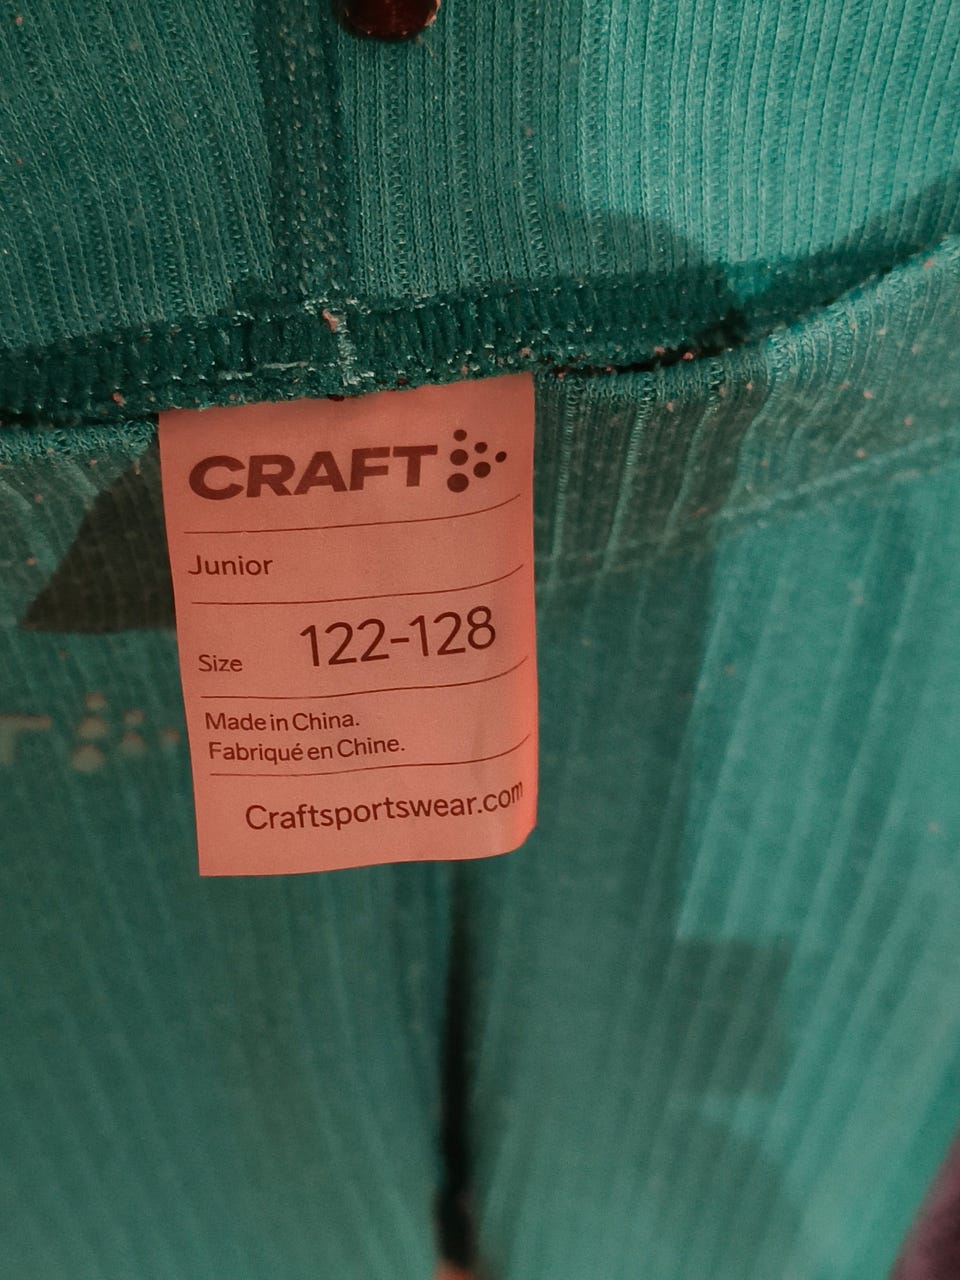 CRAFT
Junior
Size 122-128
Made in China.
Fabriqué en Chine.
Craftsportswear.com